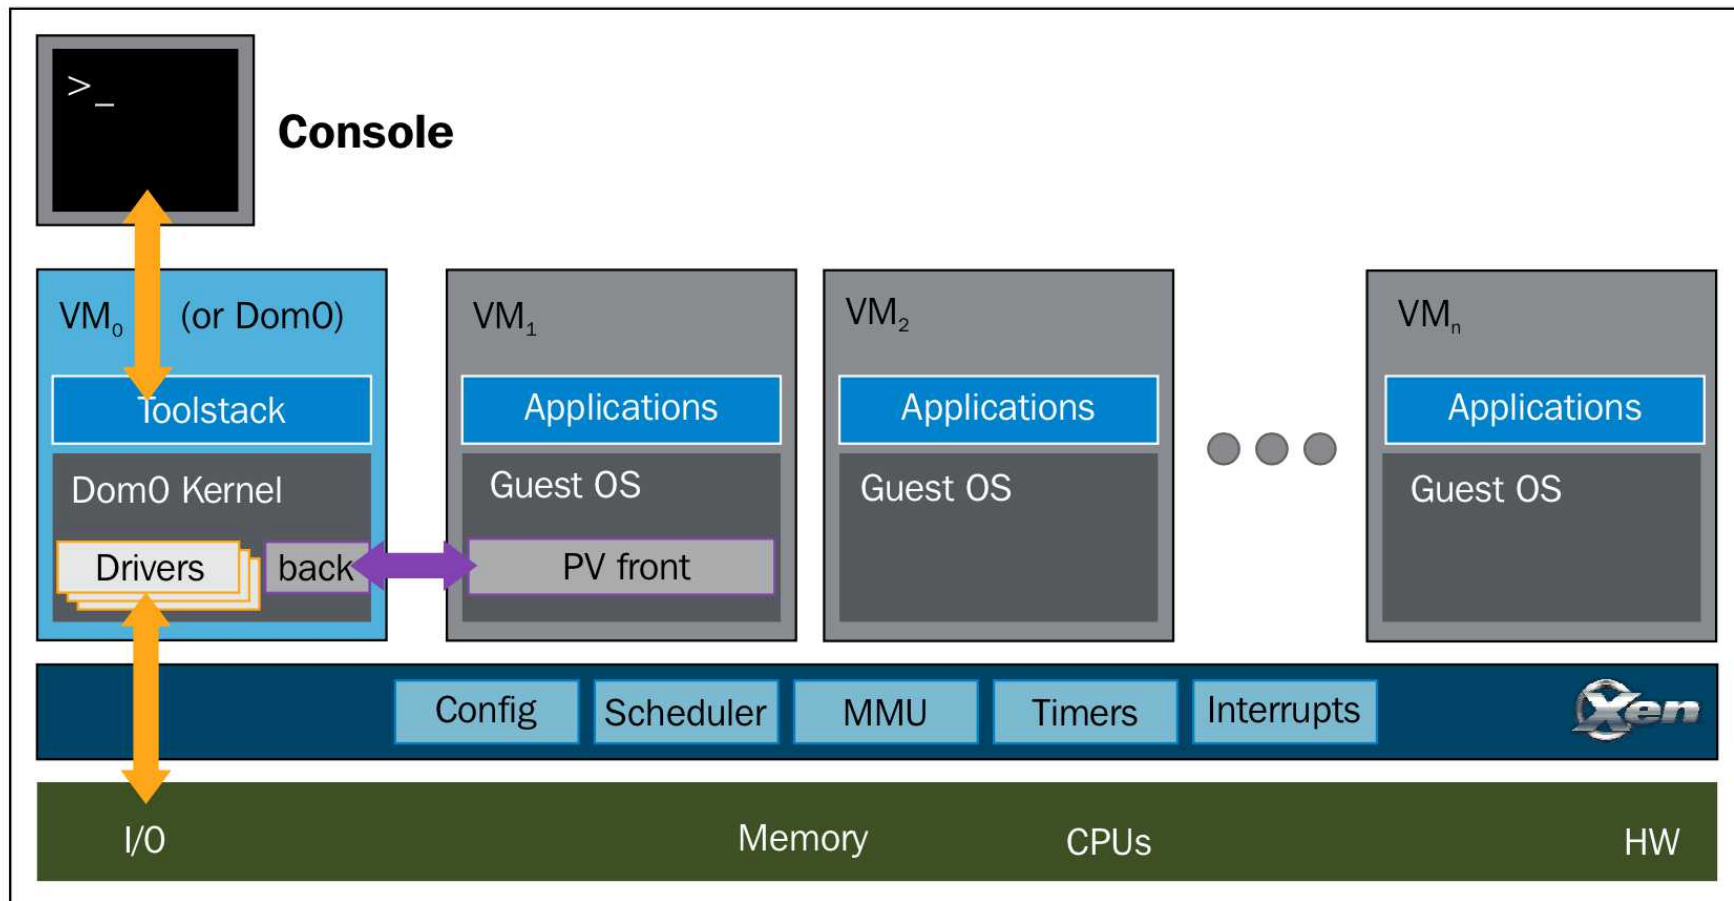 >_
Console
VM₀ (or Dom0)
Toolstack
Dom0 Kernel
Drivers
back
VM₁
Applications
Guest OS
PV front
VM₂
Applications
Guest OS
VMₙ
Applications
Guest OS
Config
Scheduler
MMU
Timers
Interrupts
Xen
I/O
Memory
CPUs
HW